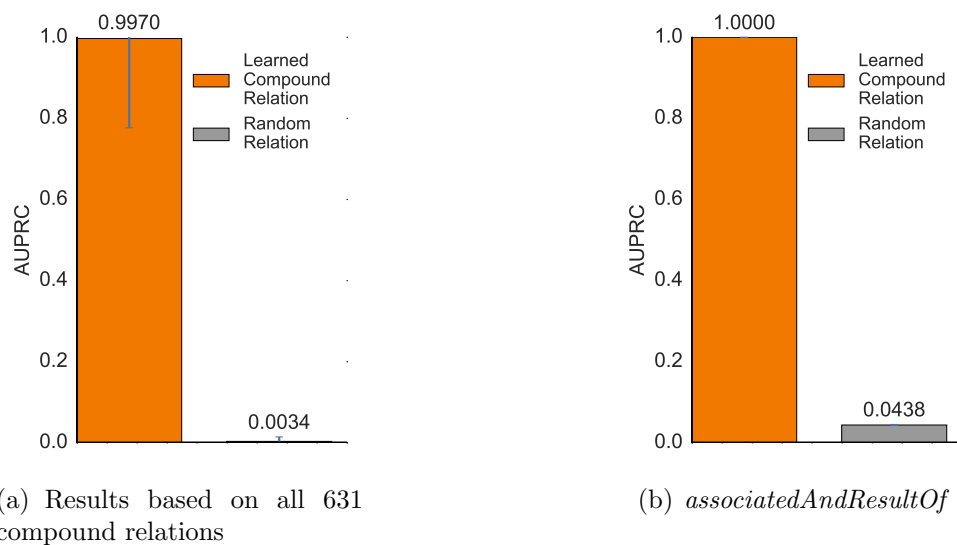 0.9970
1.0
0.8
0.6
0.4
0.2
0.0
AUPRC
Learned
Compound
Relation
Random
Relation
0.0034
(a) Results based on all 631
compound relations
1.0000
1.0
0.8
0.6
0.4
0.2
0.0
AUPRC
Learned
Compound
Relation
Random
Relation
0.0438
(b) associatedAndResultOf